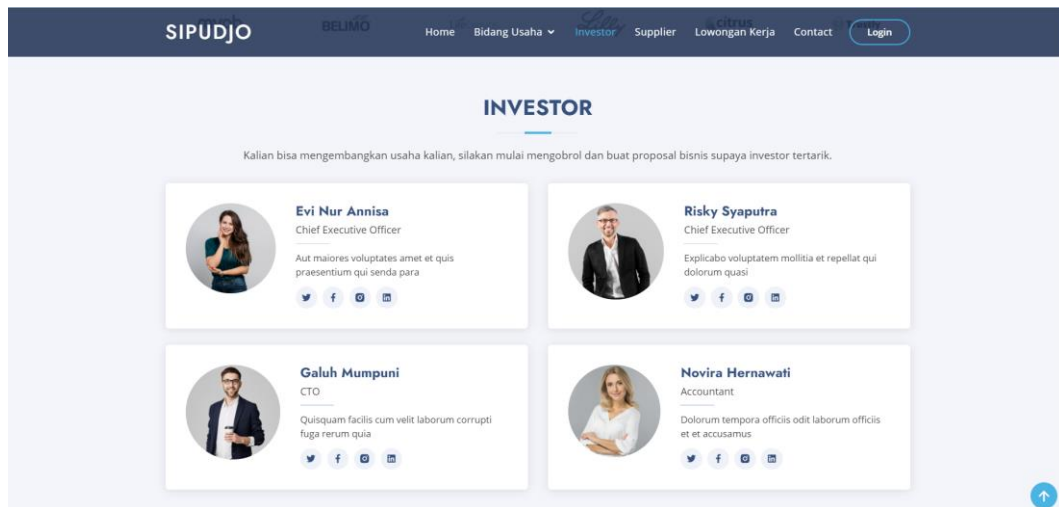 SIPUDJO
BELIMO
Lilly
citrus
Home Bidang Usaha Investor Supplier Lowongan Kerja Contact Login
INVESTOR
Kalian bisa mengembangkan usaha kalian, silakan mulai mengobrol dan buat proposal bisnis supaya investor tertarik.
Evi Nur Annisa
Chief Executive Officer
Aut maiores voluptates amet et quis
praesentium qui senda para
Risky Syaputra
Chief Executive Officer
Explicabo voluptatem mollitia et repellat qui
dolorum quasi
Galuh Mumpuni
CTO
Quisquam facilis cum velit laborum corrupti
fuga rerum quia
Novira Hernawati
Accountant
Dolorum tempora officiis odit laborum officiis
et et accusamus